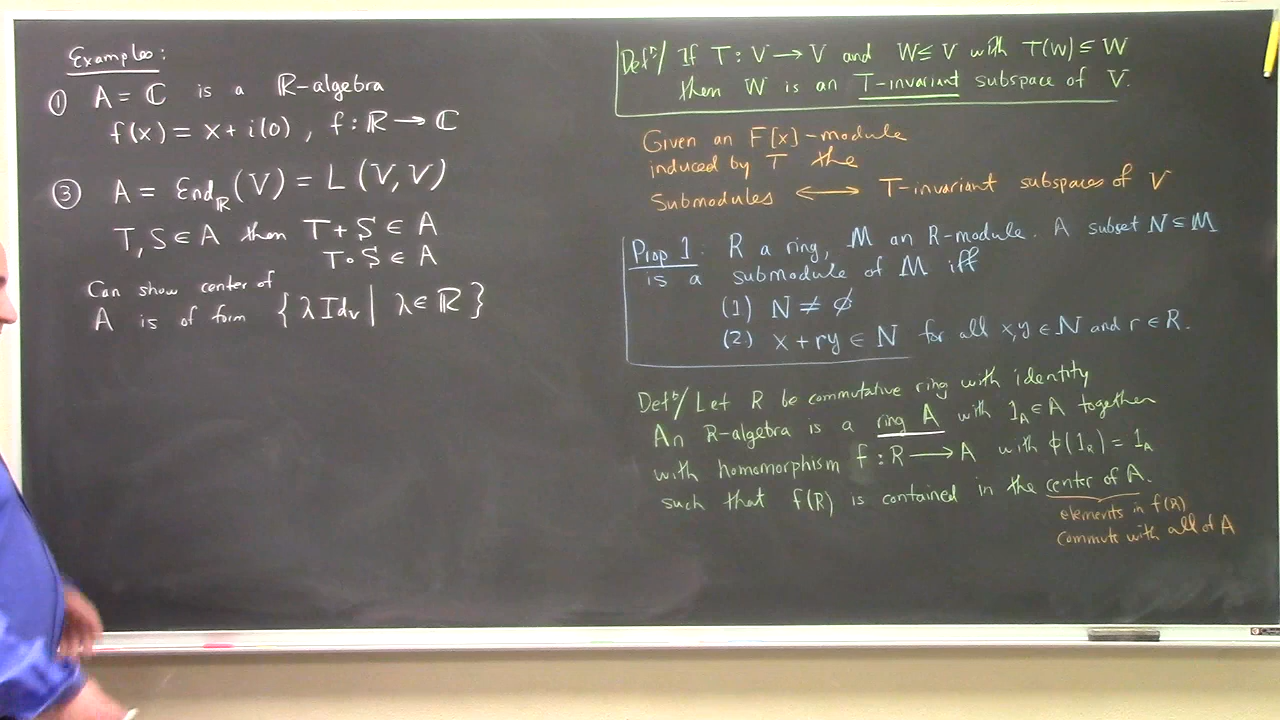 Examples:
① A = ℂ is a ℝ-algebra
f(x) = x + i(0) , f : ℝ → ℂ
③ A = End_ℝ(V) = L(V,V)
T, S ∈ A then T + S ∈ A
T∘S ∈ A
Can show center of
A is of form { λIdᵥ | λ ∈ ℝ }
Defⁿ/ If T : V → V and W ≤ V with T(W) ⊆ W
then W is an T-invariant subspace of V.
Given an F[x]-module
induced by T the
Submodules ⟷ T-invariant subspaces of V
Prop 1: R a ring, M an R-module. A subset N ⊆ M
is a submodule of M iff
(1) N ≠ ∅
(2) x + ry ∈ N for all x,y ∈ N and r ∈ R.
Defⁿ/ Let R be commutative ring with identity
An R-algebra is a ring A with 1_A ∈ A together
with homomorphism f : R ⟶ A with ϕ(1_R) = 1_A
such that f(R) is contained in the center of A.
elements in f(R)
commute with all of A